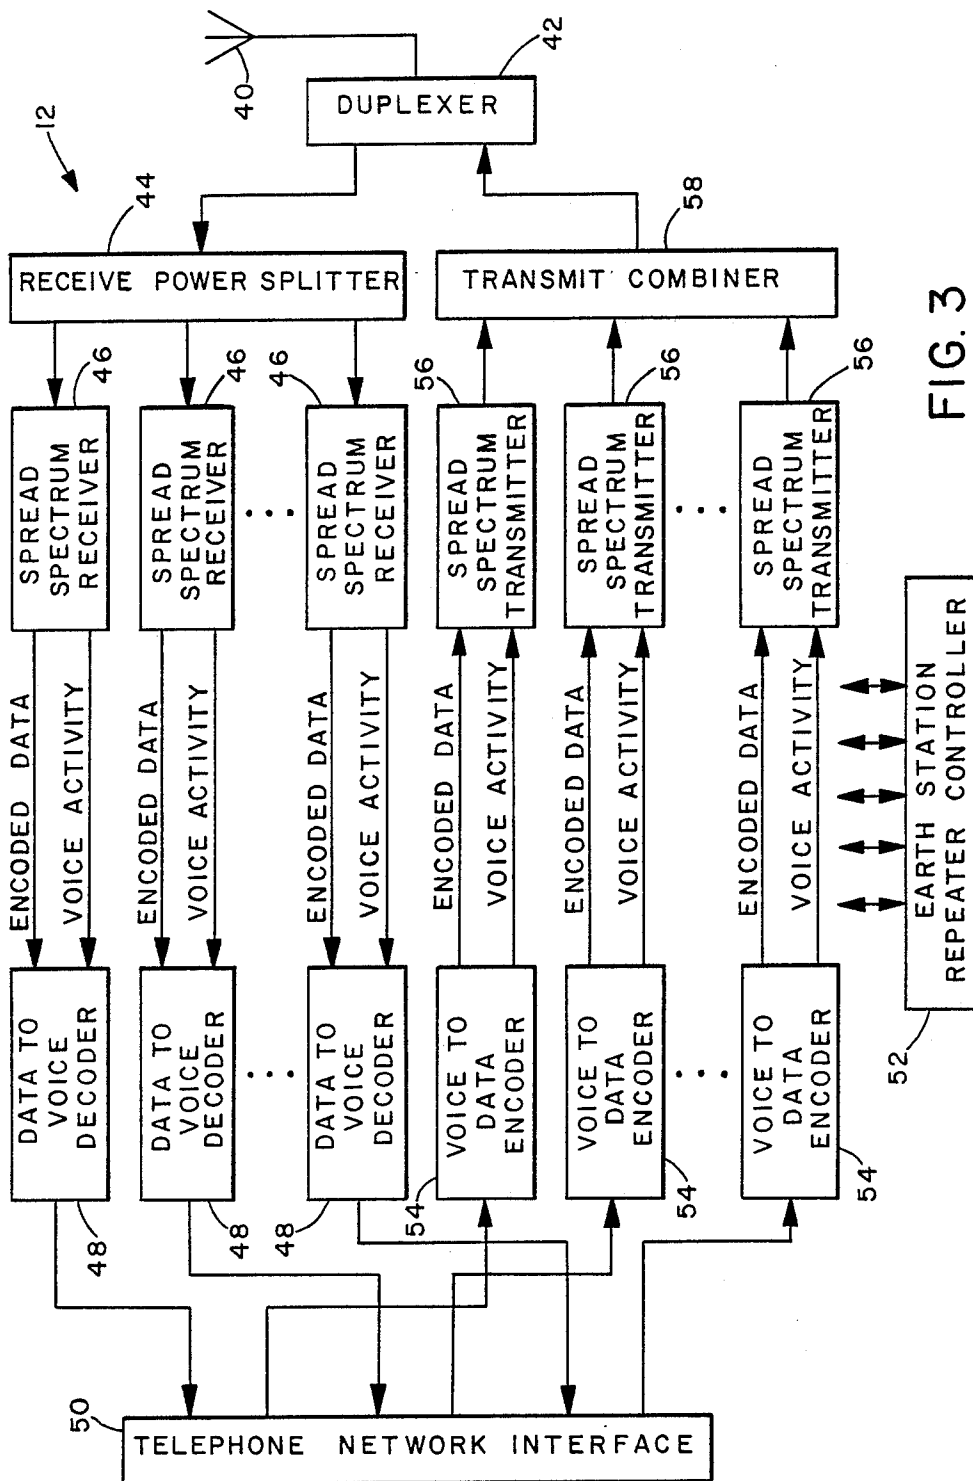 12
40
42
DUPLEXER
44
RECEIVE POWER SPLITTER
58
TRANSMIT COMBINER
46
SPREAD
SPECTRUM
RECEIVER
46
SPREAD
SPECTRUM
RECEIVER
46
SPREAD
SPECTRUM
RECEIVER
56
SPREAD
SPECTRUM
TRANSMITTER
56
SPREAD
SPECTRUM
TRANSMITTER
56
SPREAD
SPECTRUM
TRANSMITTER
ENCODED DATA
VOICE ACTIVITY
ENCODED DATA
VOICE ACTIVITY
ENCODED DATA
VOICE ACTIVITY
ENCODED DATA
VOICE ACTIVITY
ENCODED DATA
VOICE ACTIVITY
ENCODED DATA
VOICE ACTIVITY
DATA TO
VOICE
DECODER
48
DATA TO
VOICE
DECODER
48
DATA TO
VOICE
DECODER
48
VOICE TO
DATA
ENCODER
54
VOICE TO
DATA
ENCODER
54
VOICE TO
DATA
ENCODER
54
50
TELEPHONE NETWORK INTERFACE
EARTH STATION
REPEATER CONTROLLER
52
FIG. 3